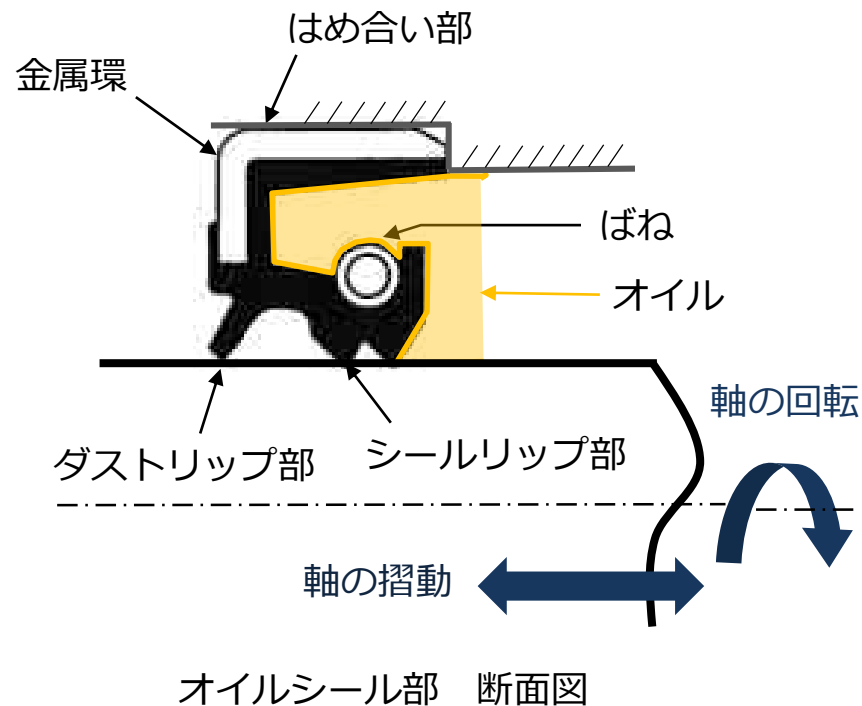 はめ合い部
金属環
ばね
オイル
軸の回転
ダストリップ部
シールリップ部
軸の摺動
オイルシール部　断面図